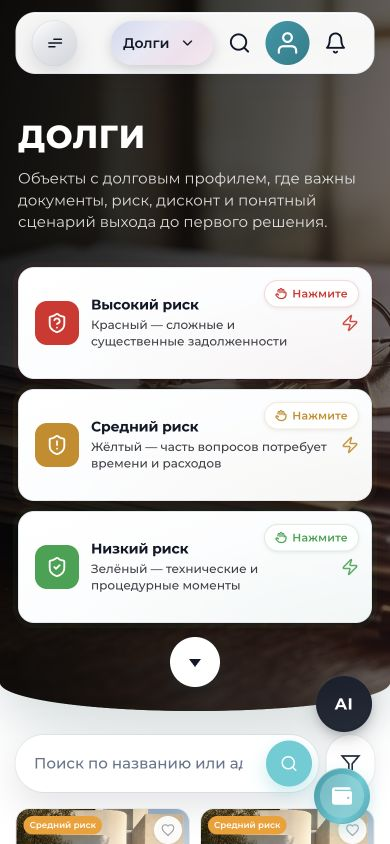 Долги
ДОЛГИ
Объекты с долговым профилем, где важны
документы, риск, дисконт и понятный
сценарий выхода до первого решения.
Нажмите
Высокий риск
Красный — сложные и
существенные задолженности
Нажмите
Средний риск
Жёлтый — часть вопросов потребует
времени и расходов
Нажмите
Низкий риск
Зелёный — технические и
процедурные моменты
AI
Поиск по названию или ад
Средний риск
Средний риск